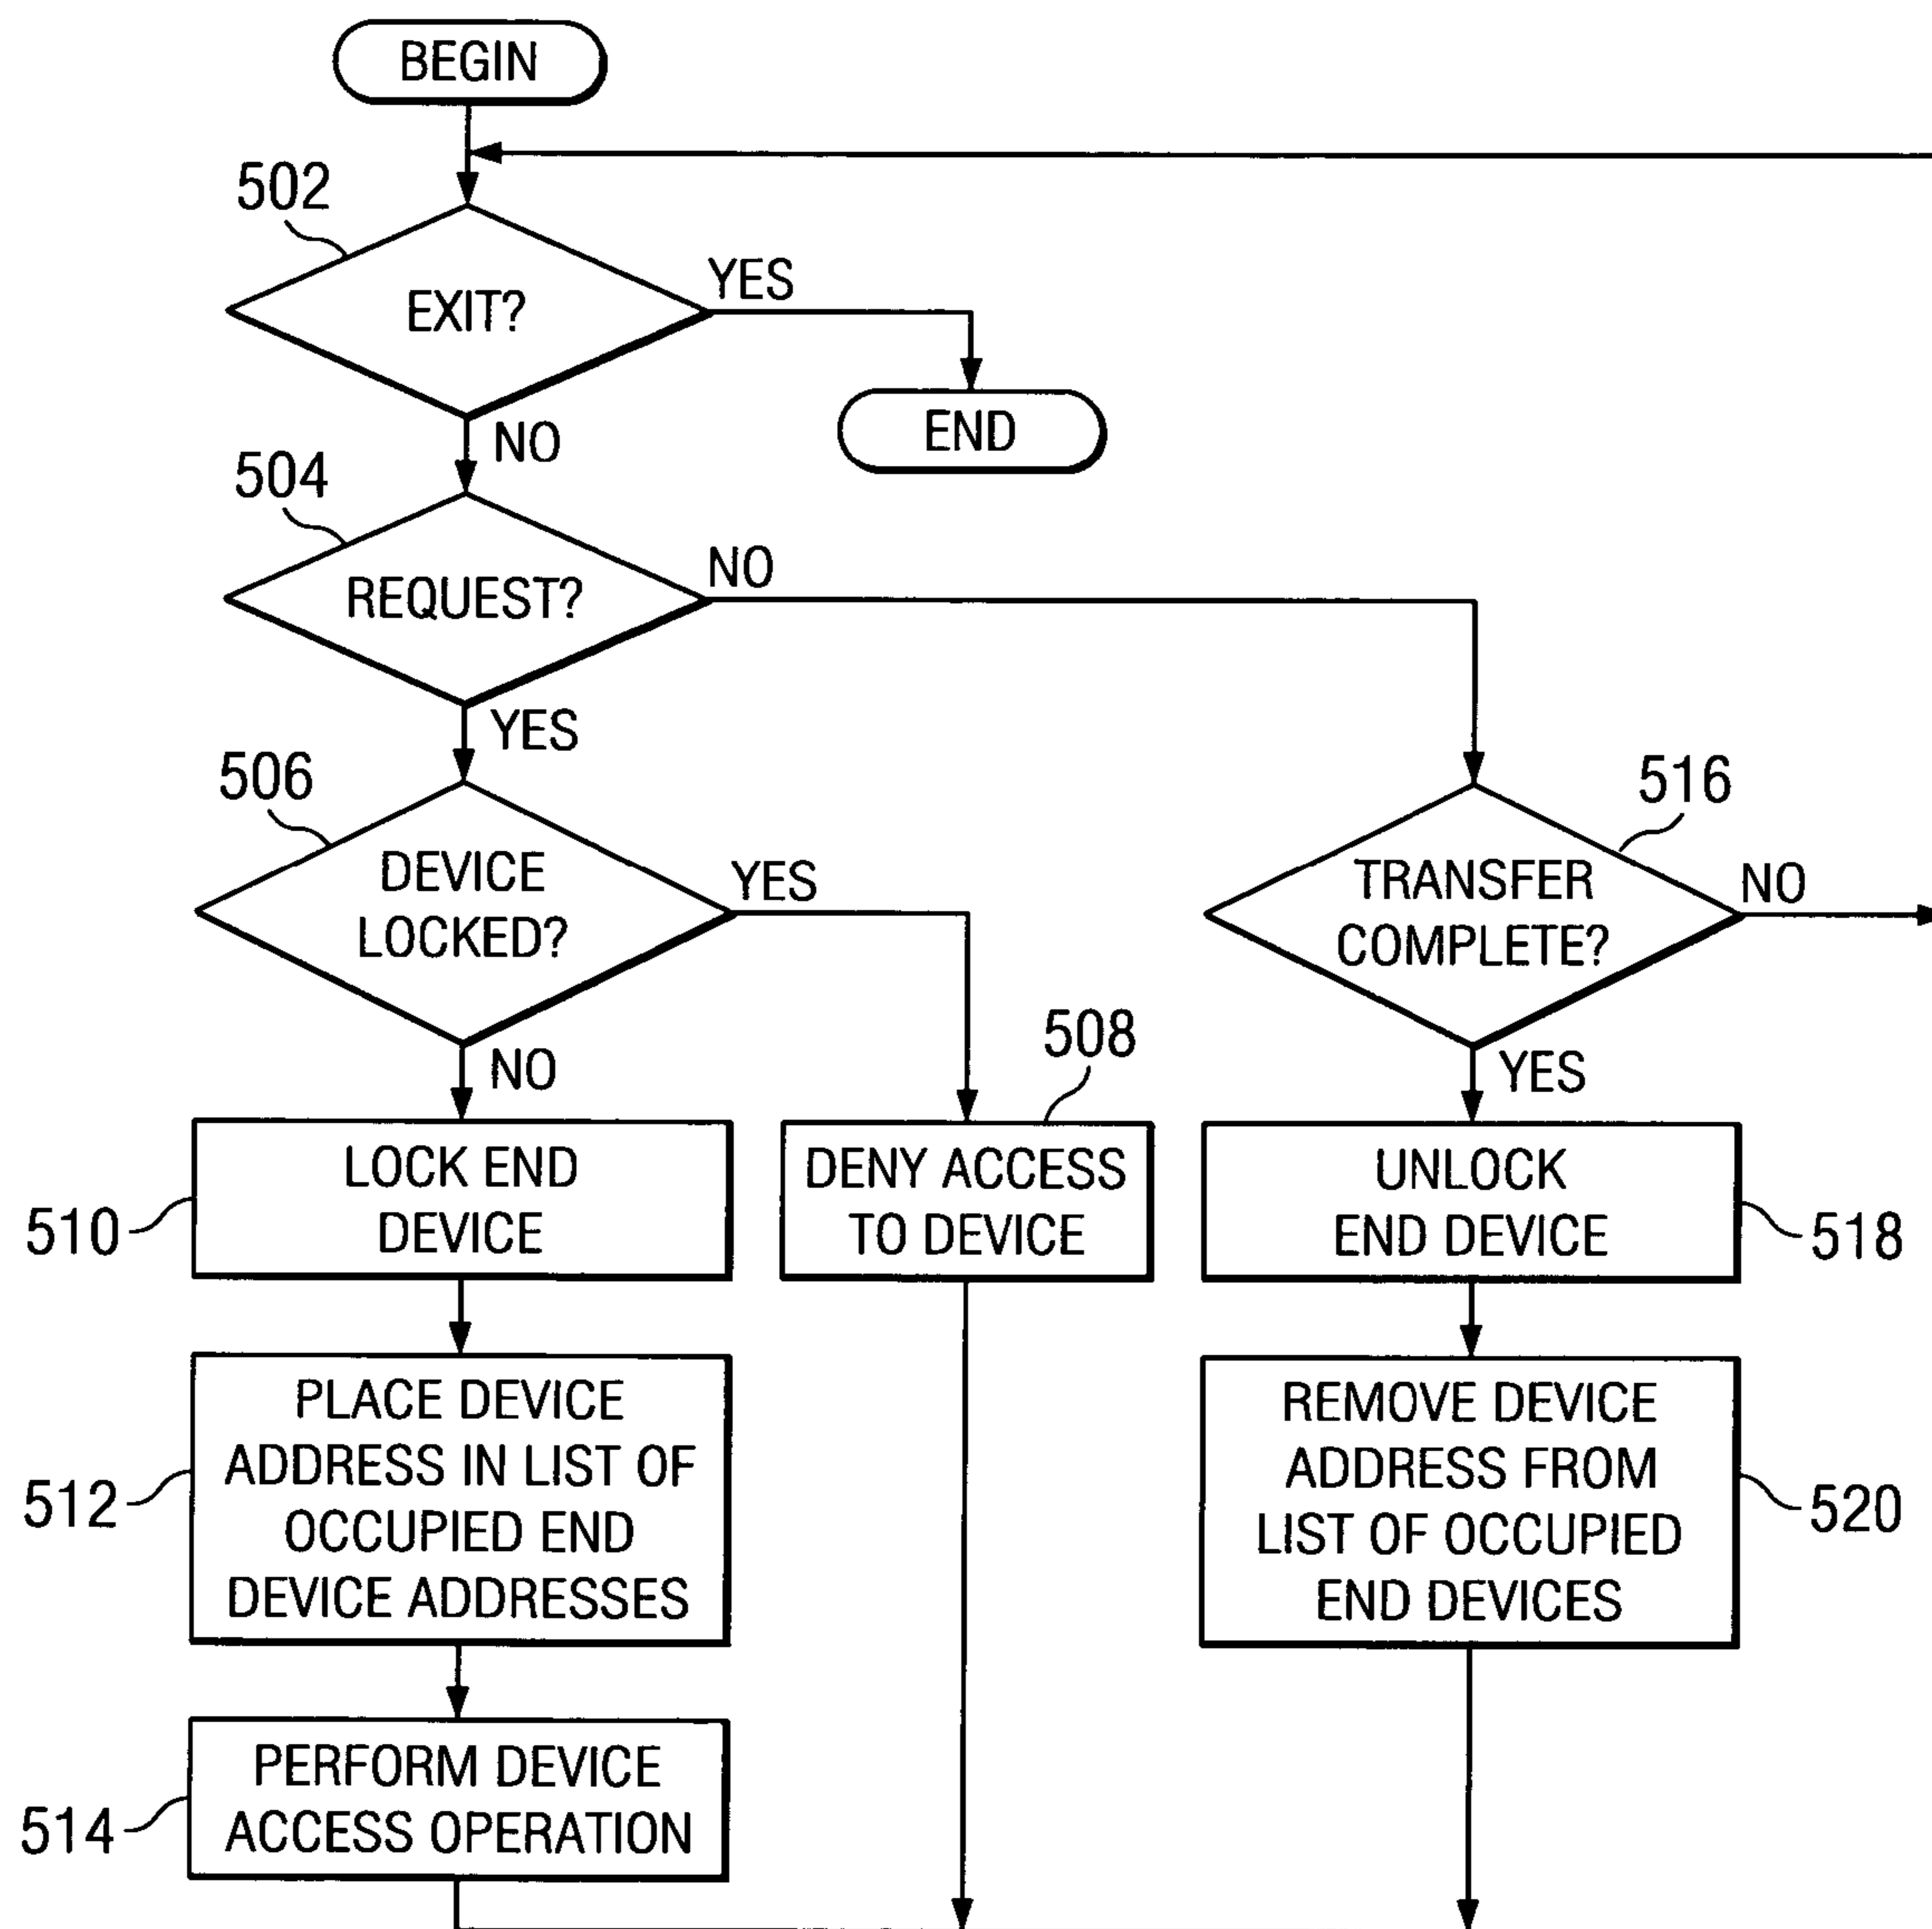 BEGIN
502
EXIT?
YES
END
NO
504
REQUEST?
NO
YES
506
DEVICE
LOCKED?
YES
NO
516
TRANSFER
COMPLETE?
NO
YES
510
LOCK END
DEVICE
508
DENY ACCESS
TO DEVICE
UNLOCK
END DEVICE
518
512
PLACE DEVICE
ADDRESS IN LIST OF
OCCUPIED END
DEVICE ADDRESSES
REMOVE DEVICE
ADDRESS FROM
LIST OF OCCUPIED
END DEVICES
520
514
PERFORM DEVICE
ACCESS OPERATION